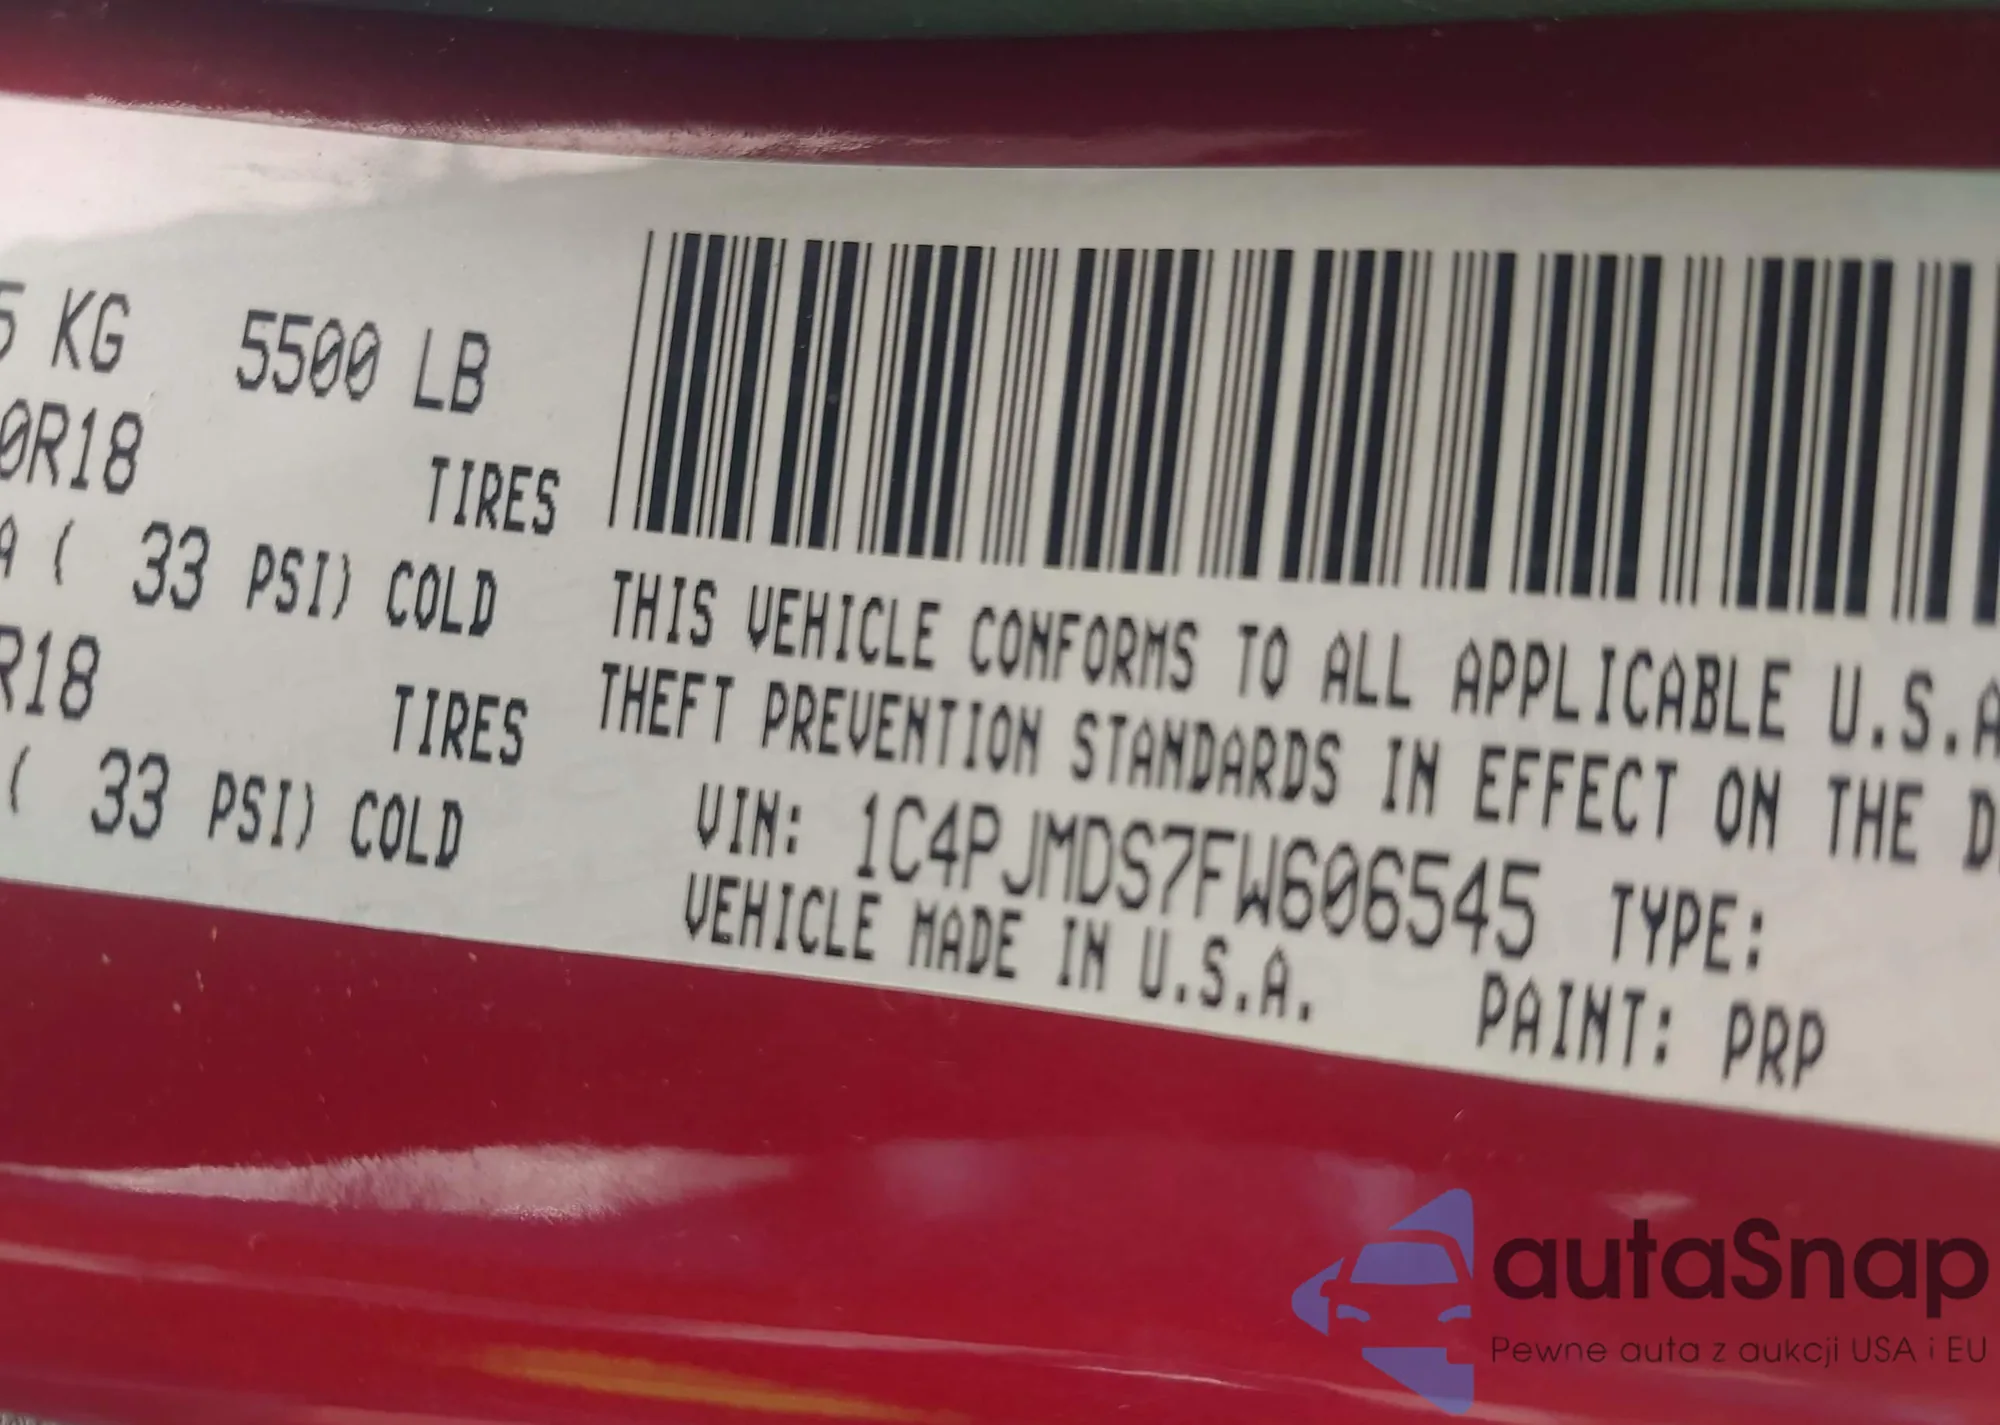 5 KG 5500 LB
0R18 TIRES
A ( 33 PSI) COLD
R18 TIRES
( 33 PSI) COLD
THIS VEHICLE CONFORMS TO ALL APPLICABLE U.S.A
THEFT PREVENTION STANDARDS IN EFFECT ON THE D
VIN: 1C4PJMDS7FW606545 TYPE:
VEHICLE MADE IN U.S.A. PAINT: PRP
autaSnap
Pewne auta z aukcji USA i EU